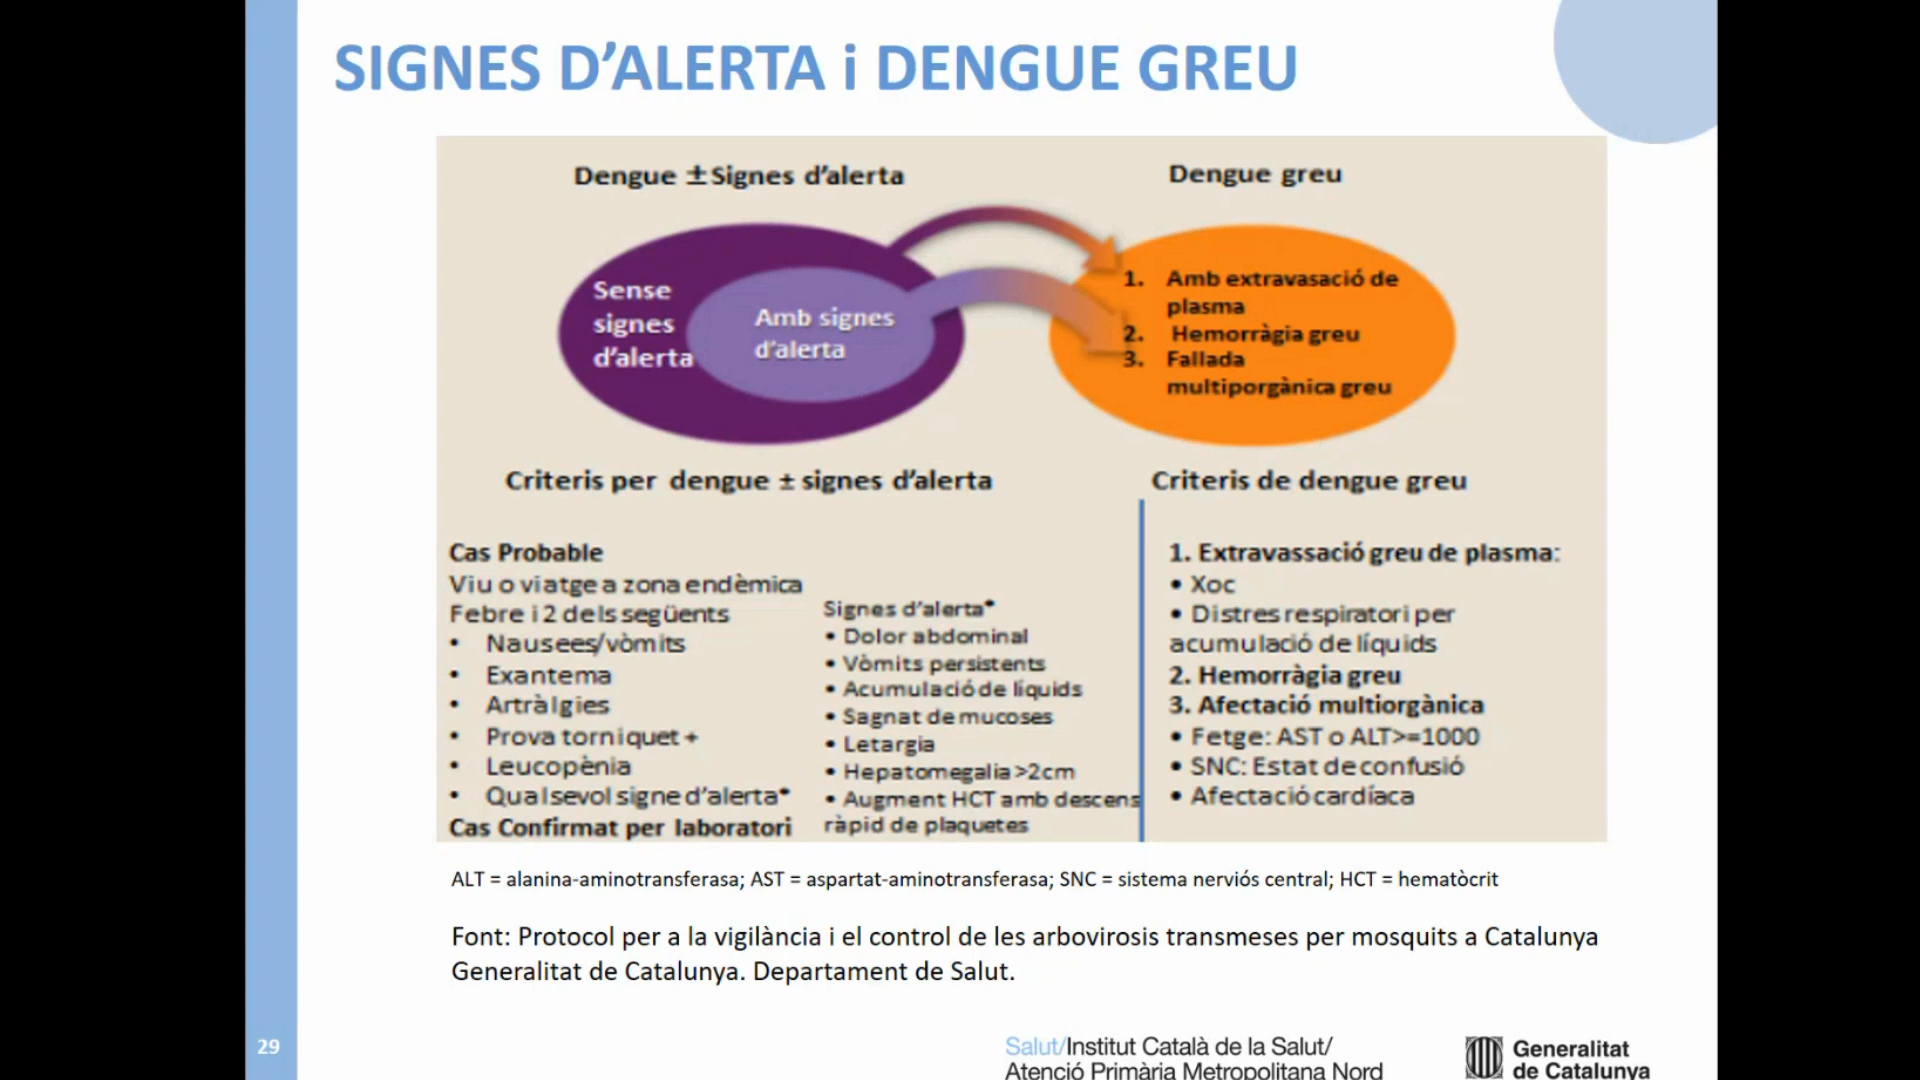 SIGNES D'ALERTA i DENGUE GREU
Dengue ±Signes d'alerta
Dengue greu
Sense
signes
d'alerta
Amb signes
d'alerta
1. Amb extravasació de
plasma
2. Hemorràgia greu
3. Fallada
multiporgànica greu
Criteris per dengue ± signes d'alerta
Criteris de dengue greu
Cas Probable
Viu o viatge a zona endèmica
Febre i 2 dels següents
• Nausees/vòmits
• Exantema
• Artràlgies
• Prova torniquet +
• Leucopènia
• Qualsevol signe d'alerta*
Cas Confirmat per laboratori
Signes d'alerta*
• Dolor abdominal
• Vòmits persistents
• Acumulació de líquids
• Sagnat de mucoses
• Letargia
• Hepatomegalia >2cm
• Augment HCT amb descens
ràpid de plaquetes
1. Extravassació greu de plasma:
• Xoc
• Distres respiratori per
acumulació de líquids
2. Hemorràgia greu
3. Afectació multiorgànica
• Fetge: AST o ALT>=1000
• SNC: Estat de confusió
• Afectació cardíaca
ALT = alanina-aminotransferasa; AST = aspartat-aminotransferasa; SNC = sistema nerviós central; HCT = hematòcrit
Font: Protocol per a la vigilància i el control de les arbovirosis transmeses per mosquits a Catalunya
Generalitat de Catalunya. Departament de Salut.
29
Salut/Institut Català de la Salut/
Atenció Primària Metropolitana Nord
Generalitat
de Catalunya